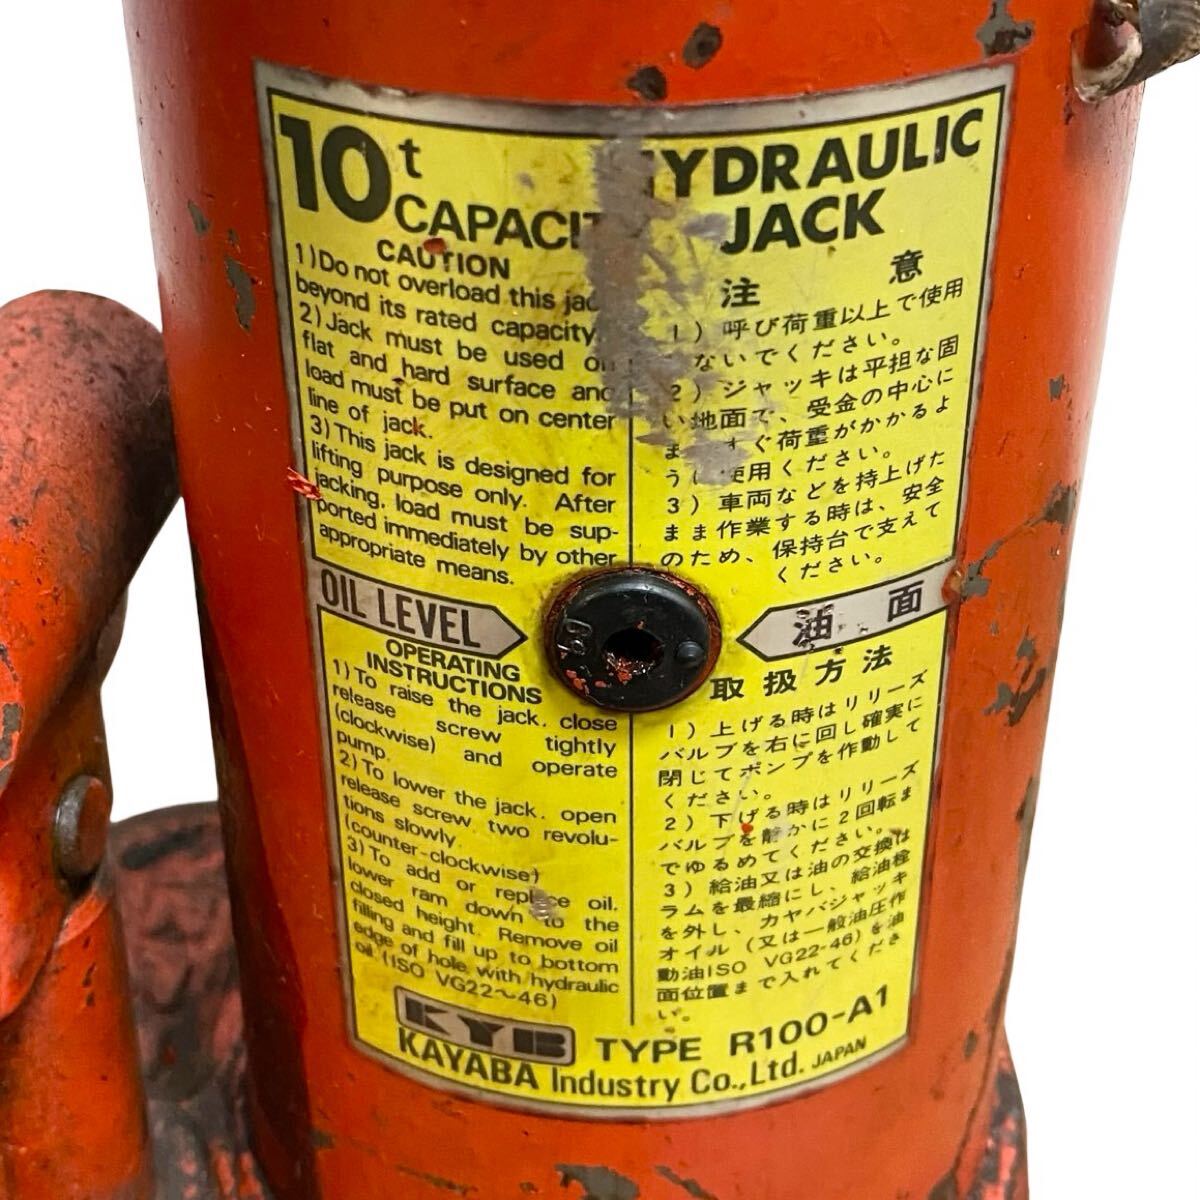 10t
CAPACIT
HYDRAULIC
JACK
CAUTION
1)Do not overload this jack
beyond its rated capacity.
2)Jack must be used on
flat and hard surface and
load must be put on center
line of jack.
3)This jack is designed for
lifting purpose only. After
jacking, load must be sup-
ported immediately by other
appropriate means.
注 意
1)呼び荷重以上で使用
ないでください。
2)ジャッキは平担な固
い地面で、受金の中心に
ま すぐ荷重がかかるよ
うに使用ください。
3)車両などを持上げた
まま作業する時は、安全
のため、保持台で支えて
ください。
OIL LEVEL
油 面
OPERATING
INSTRUCTIONS
1)To raise the jack, close
release screw tightly
(clockwise) and operate
pump.
2)To lower the jack, open
release screw two revolu-
tions slowly.
(counter-clockwise)
3)To add or replace oil,
lower ram down to the
closed height. Remove oil
filling and fill up to bottom
edge of hole with hydraulic
oil.(ISO VG22~46)
取扱方法
1)上げる時はリリーズ
バルブを右に回し確実に
閉じてポンプを作動して
ください。
2)下げる時はリリーズ
バルブを静かに2回転ま
でゆるめてください。
3)給油又は油の交換は
ラムを最縮にし、給油栓
を外し、カヤバジャッキ
オイル(又は一般油圧作
動油ISO VG22-46)を油
面位置まで入れてくださ
い。
KYB
TYPE R100-A1
KAYABA Industry Co.,Ltd. JAPAN